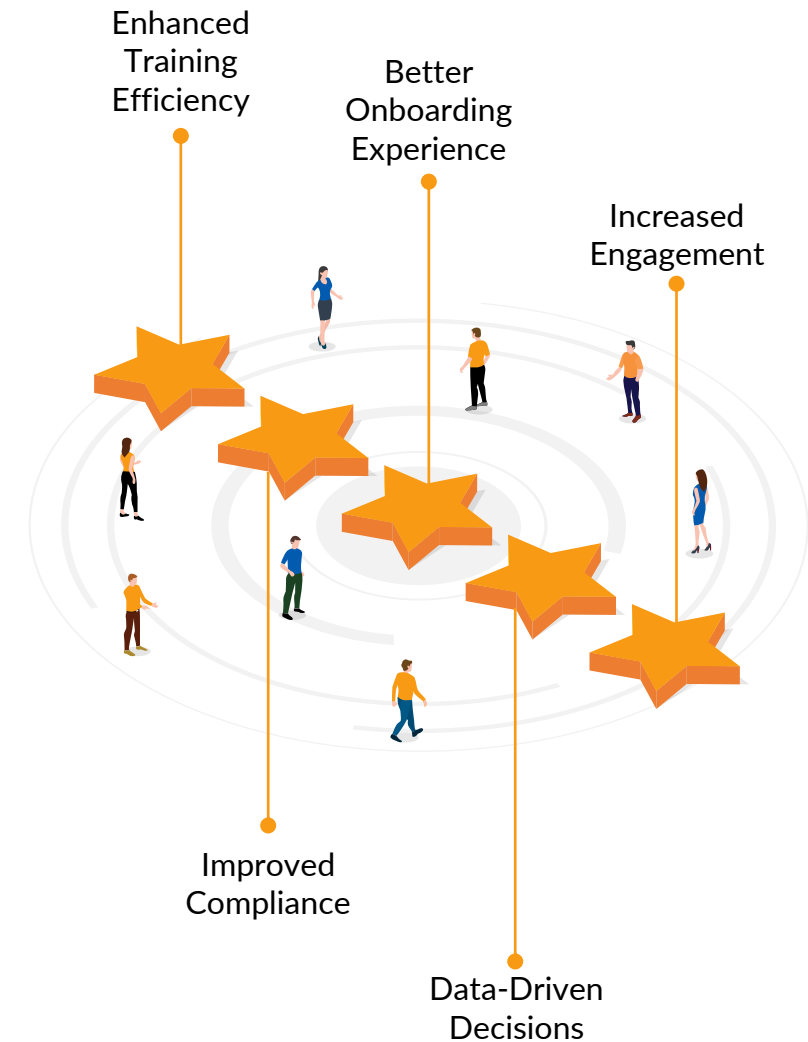 Enhanced
Training
Efficiency
Better
Onboarding
Experience
Increased
Engagement
Improved
Compliance
Data-Driven
Decisions